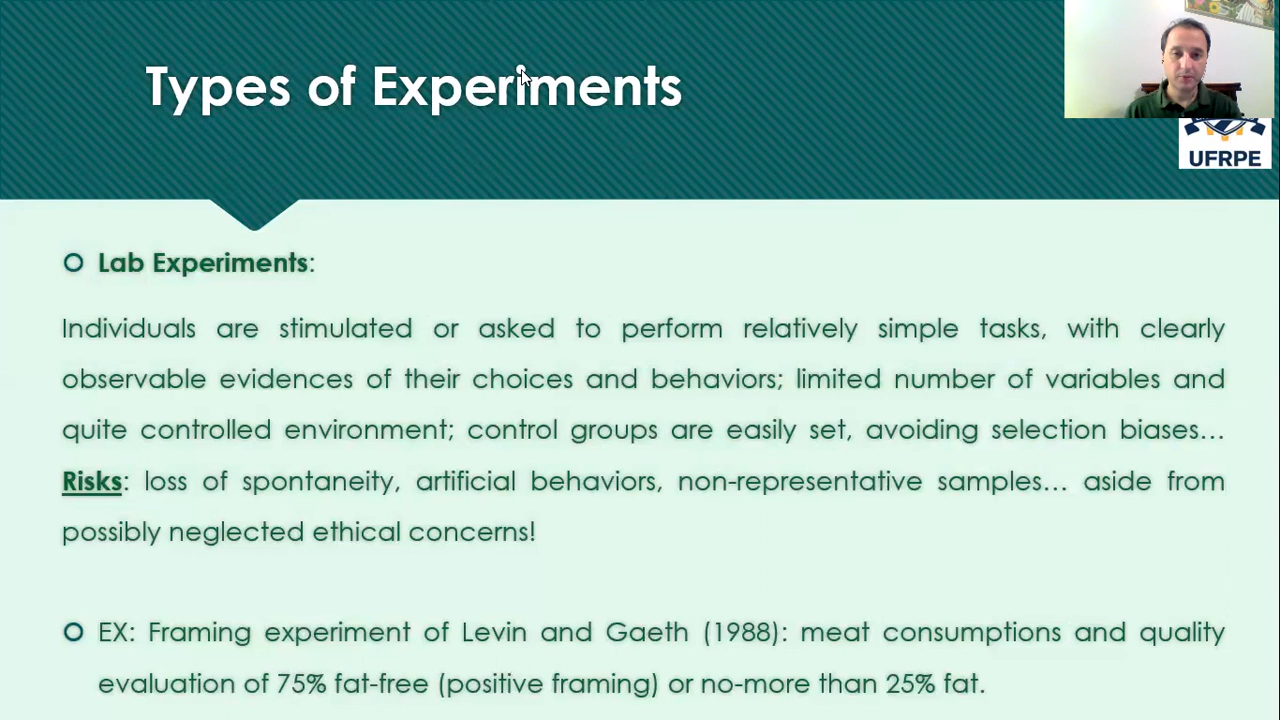 Types of Experiments
UFRPE
Lab Experiments:
Individuals are stimulated or asked to perform relatively simple tasks, with clearly
observable evidences of their choices and behaviors; limited number of variables and
quite controlled environment; control groups are easily set, avoiding selection biases…
Risks: loss of spontaneity, artificial behaviors, non-representative samples… aside from
possibly neglected ethical concerns!
EX: Framing experiment of Levin and Gaeth (1988): meat consumptions and quality
evaluation of 75% fat-free (positive framing) or no-more than 25% fat.